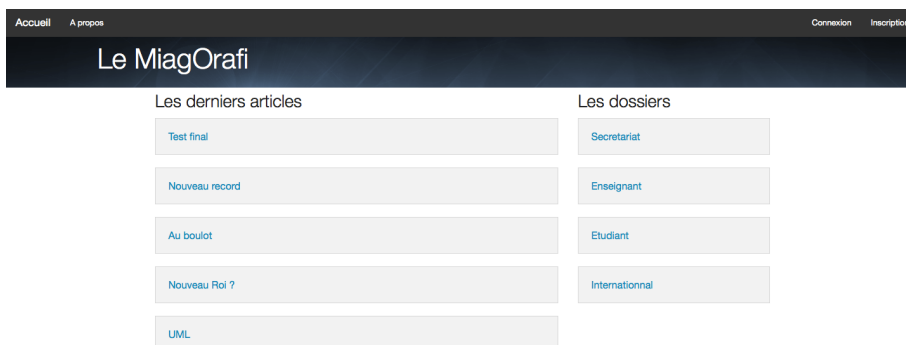 Accueil A propos Connexion Inscription
Le MiagOrafi
Les derniers articles
Test final
Nouveau record
Au boulot
Nouveau Roi ?
UML
Les dossiers
Secretariat
Enseignant
Etudiant
Internationnal